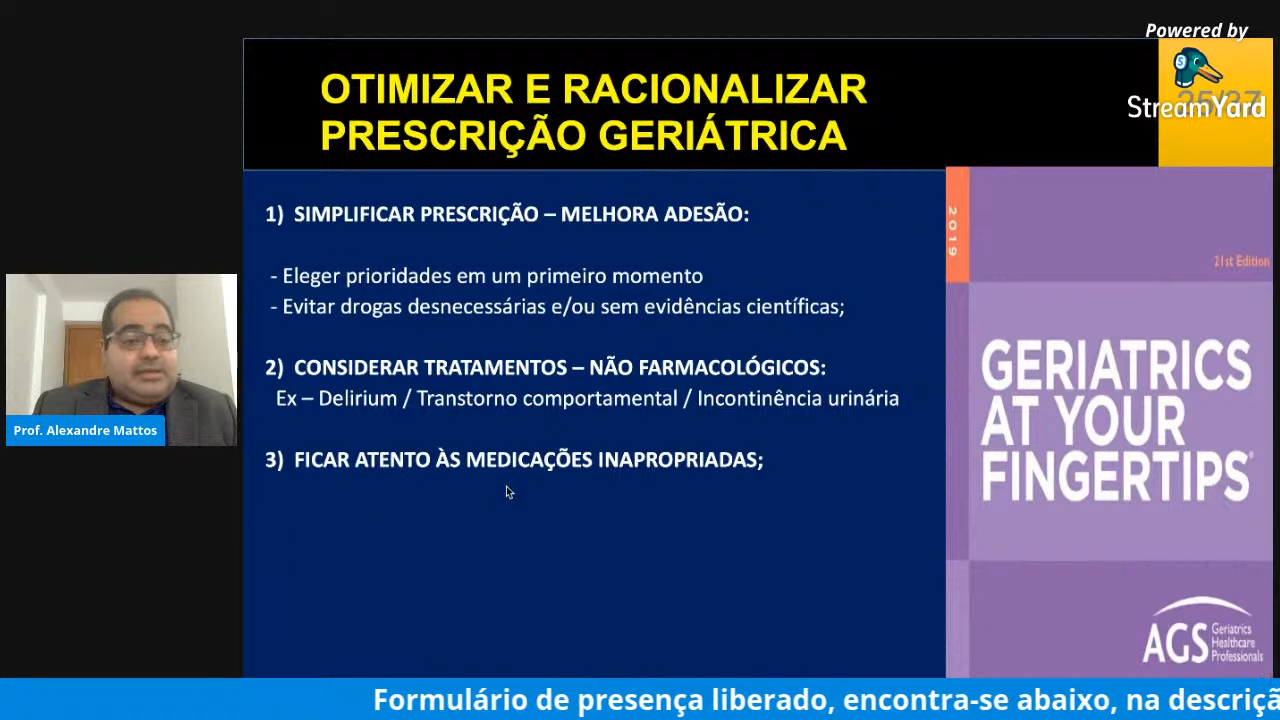 Powered by
StreamYard
OTIMIZAR E RACIONALIZAR
PRESCRIÇÃO GERIÁTRICA
1) SIMPLIFICAR PRESCRIÇÃO – MELHORA ADESÃO:
- Eleger prioridades em um primeiro momento
- Evitar drogas desnecessárias e/ou sem evidências científicas;
2) CONSIDERAR TRATAMENTOS – NÃO FARMACOLÓGICOS:
Ex – Delirium / Transtorno comportamental / Incontinência urinária
3) FICAR ATENTO ÀS MEDICAÇÕES INAPROPRIADAS;
2019
21st Edition
GERIATRICS
AT YOUR
FINGERTIPS®
AGS
Geriatrics
Healthcare
Professionals
Prof. Alexandre Mattos
Formulário de presença liberado, encontra-se abaixo, na descriçã